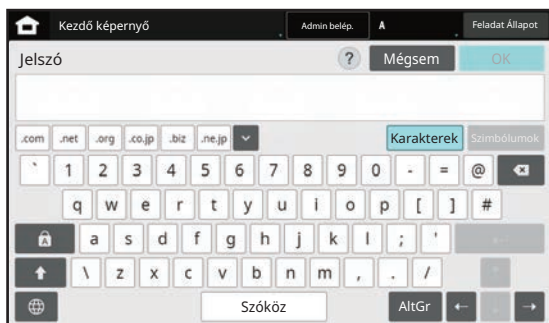 Kezdő képernyő Admin belép. A Feladat Állapot
Jelszó ? Mégsem OK
.com .net .org .co.jp .biz .ne.jp Karakterek Szimbólumok
` 1 2 3 4 5 6 7 8 9 0 - = @
q w e r t y u i o p [ ] #
A a s d f g h j k l ; '
\ z x c v b n m , . /
Szóköz AltGr